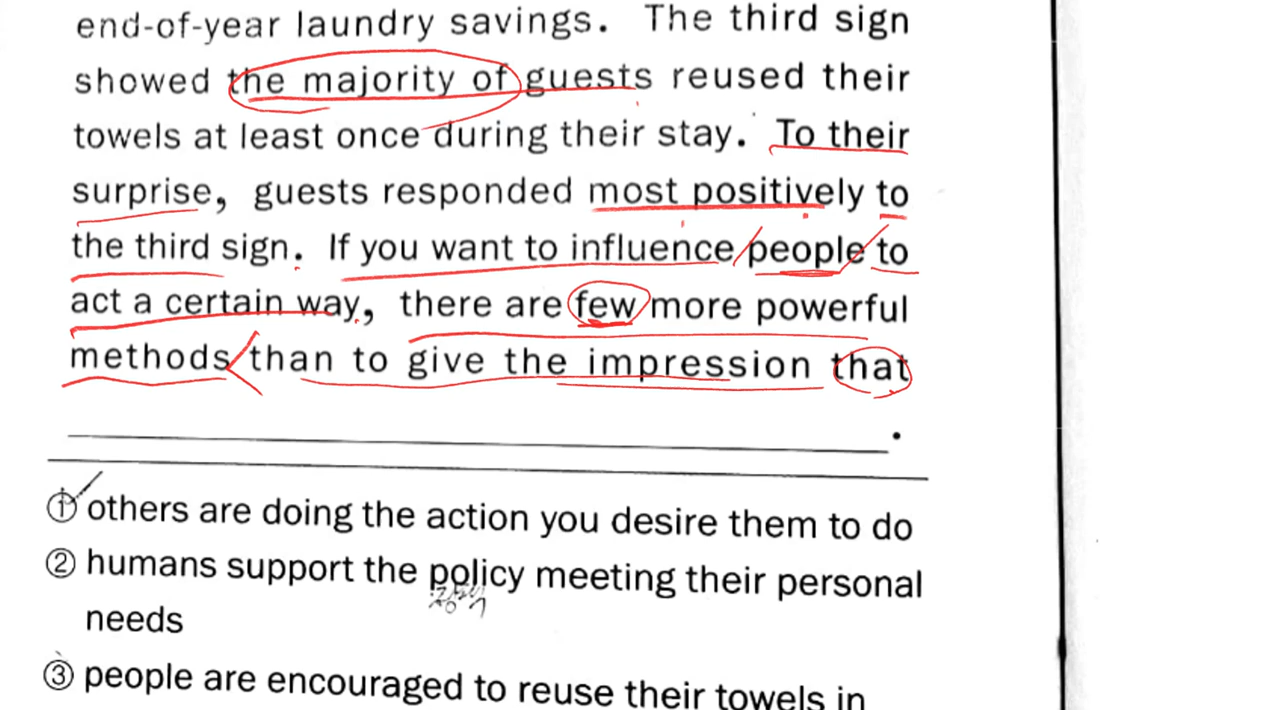 end-of-year laundry savings. The third sign
showed the majority of guests reused their
towels at least once during their stay. To their
surprise, guests responded most positively to
the third sign. If you want to influence people to
act a certain way, there are few more powerful
methods than to give the impression that
.
① others are doing the action you desire them to do
② humans support the policy meeting their personal
needs
③ people are encouraged to reuse their towels in